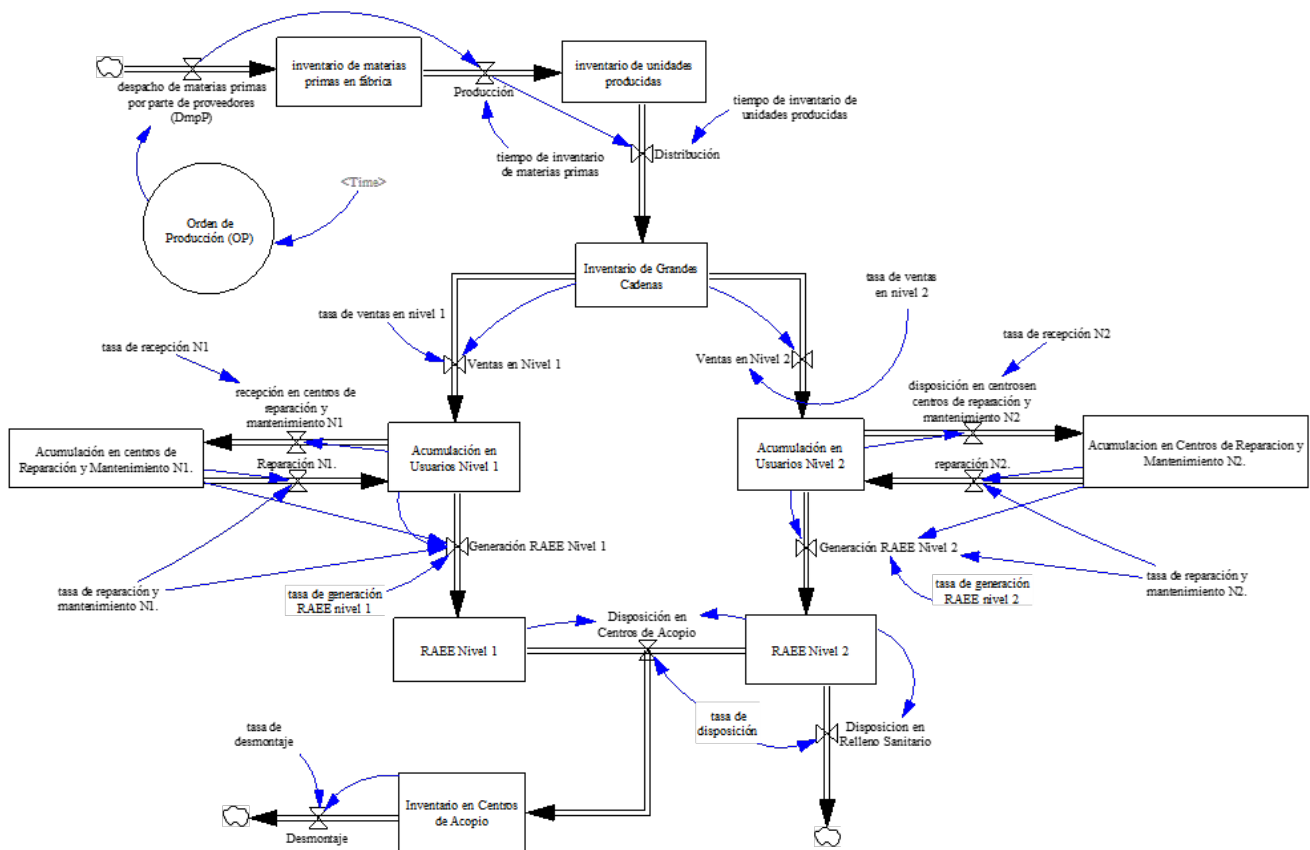 inventario de materias
primas en fábrica
inventario de unidades
producidas
despacho de materias primas
por parte de proveedores
(DmpP)
Producción
tiempo de inventario de
unidades producidas
tiempo de inventario
de materias primas
Distribución
<Time>
Orden de
Producción (OP)
Inventario de Grandes
Cadenas
tasa de ventas
en nivel 2
tasa de ventas en nivel 1
tasa de recepción N1
tasa de recepción N2
Ventas en Nivel 1
Ventas en Nivel 2
recepción en centros de
reparación y
mantenimiento N1
disposición en centrosen
centros de reparación y
mantenimiento N2
Acumulación en centros de
Reparación y Mantenimiento N1.
Reparación N1.
Acumulación en
Usuarios Nivel 1
Acumulación en
Usuarios Nivel 2
reparación N2.
Acumulacion en Centros de Reparacion y
Mantenimiento N2.
Generación RAEE Nivel 1
Generación RAEE Nivel 2
tasa de reparación y
mantenimiento N1.
tasa de generación
RAEE nivel 1
tasa de generación
RAEE nivel 2
tasa de reparación y
mantenimiento N2.
Disposición en
Centros de Acopio
RAEE Nivel 1
RAEE Nivel 2
tasa de
disposición
Disposicion en
Relleno Sanitario
tasa de
desmontaje
Inventario en Centros
de Acopio
Desmontaje